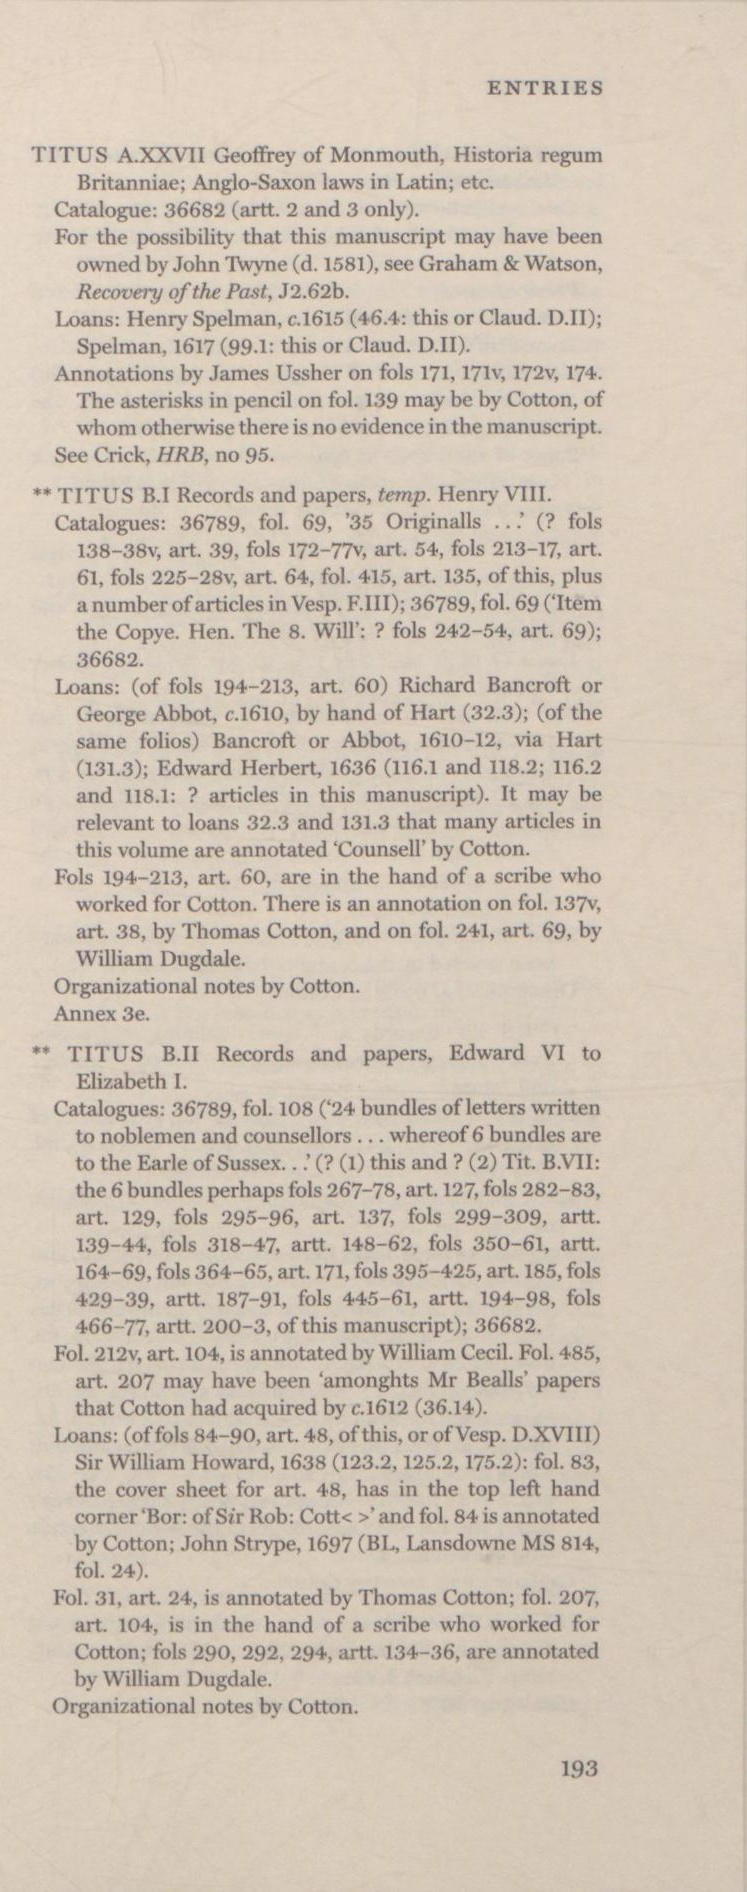 ENTRIES
TITUS A.XXVII Geoffrey of Monmouth, Historia regum
Britanniae; Anglo-Saxon laws in Latin; etc.
Catalogue: 36682 (artt. 2 and 3 only).
For the possibility that this manuscript may have been
owned by John Twyne (d. 1581), see Graham & Watson,
Recovery of the Past, J2.62b.
Loans: Henry Spelman, c.1615 (46.4: this or Claud. D.II);
Spelman, 1617 (99.1: this or Claud. D.II).
Annotations by James Ussher on fols 171, 171v, 172v, 174.
The asterisks in pencil on fol. 139 may be by Cotton, of
whom otherwise there is no evidence in the manuscript.
See Crick, HRB, no 95.
** TITUS B.I Records and papers, temp. Henry VIII.
Catalogues: 36789, fol. 69, '35 Originalls ...' (? fols
138–38v, art. 39, fols 172–77v, art. 54, fols 213–17, art.
61, fols 225–28v, art. 64, fol. 415, art. 135, of this, plus
a number of articles in Vesp. F.III); 36789, fol. 69 ('Item
the Copye. Hen. The 8. Will': ? fols 242–54, art. 69);
36682.
Loans: (of fols 194–213, art. 60) Richard Bancroft or
George Abbot, c.1610, by hand of Hart (32.3); (of the
same folios) Bancroft or Abbot, 1610–12, via Hart
(131.3); Edward Herbert, 1636 (116.1 and 118.2; 116.2
and 118.1: ? articles in this manuscript). It may be
relevant to loans 32.3 and 131.3 that many articles in
this volume are annotated 'Counsell' by Cotton.
Fols 194–213, art. 60, are in the hand of a scribe who
worked for Cotton. There is an annotation on fol. 137v,
art. 38, by Thomas Cotton, and on fol. 241, art. 69, by
William Dugdale.
Organizational notes by Cotton.
Annex 3e.
** TITUS B.II Records and papers, Edward VI to
Elizabeth I.
Catalogues: 36789, fol. 108 ('24 bundles of letters written
to noblemen and counsellors ... whereof 6 bundles are
to the Earle of Sussex...' (? (1) this and ? (2) Tit. B.VII:
the 6 bundles perhaps fols 267–78, art. 127, fols 282–83,
art. 129, fols 295–96, art. 137, fols 299–309, artt.
139–44, fols 318–47, artt. 148–62, fols 350–61, artt.
164–69, fols 364–65, art. 171, fols 395–425, art. 185, fols
429–39, artt. 187–91, fols 445–61, artt. 194–98, fols
466–77, artt. 200–3, of this manuscript); 36682.
Fol. 212v, art. 104, is annotated by William Cecil. Fol. 485,
art. 207 may have been 'amonghts Mr Bealls' papers
that Cotton had acquired by c.1612 (36.14).
Loans: (of fols 84–90, art. 48, of this, or of Vesp. D.XVIII)
Sir William Howard, 1638 (123.2, 125.2, 175.2): fol. 83,
the cover sheet for art. 48, has in the top left hand
corner 'Bor: of Sir Rob: Cott< >' and fol. 84 is annotated
by Cotton; John Strype, 1697 (BL, Lansdowne MS 814,
fol. 24).
Fol. 31, art. 24, is annotated by Thomas Cotton; fol. 207,
art. 104, is in the hand of a scribe who worked for
Cotton; fols 290, 292, 294, artt. 134–36, are annotated
by William Dugdale.
Organizational notes by Cotton.
193